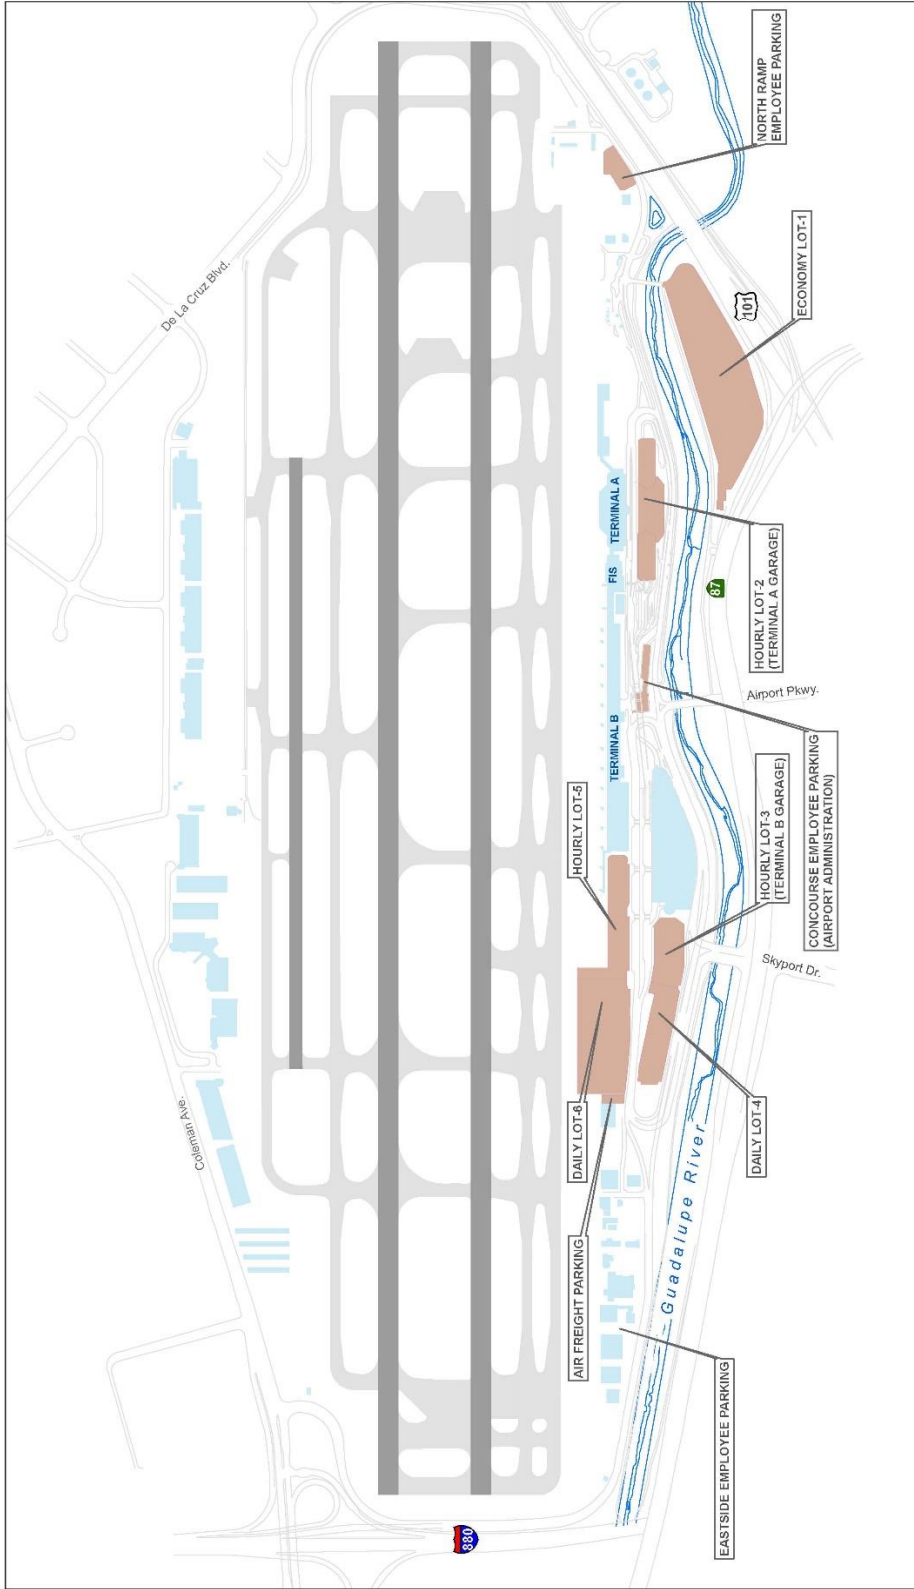 De La Cruz Blvd.
Coleman Ave.
NORTH RAMP
EMPLOYEE PARKING
ECONOMY LOT-1
101
TERMINAL A
FIS
TERMINAL B
HOURLY LOT-2
(TERMINAL A GARAGE)
87
Airport Pkwy.
CONCOURSE EMPLOYEE PARKING
(AIRPORT ADMINISTRATION)
HOURLY LOT-5
HOURLY LOT-3
(TERMINAL B GARAGE)
Skyport Dr.
DAILY LOT-6
DAILY LOT-4
AIR FREIGHT PARKING
Guadalupe River
EASTSIDE EMPLOYEE PARKING
880